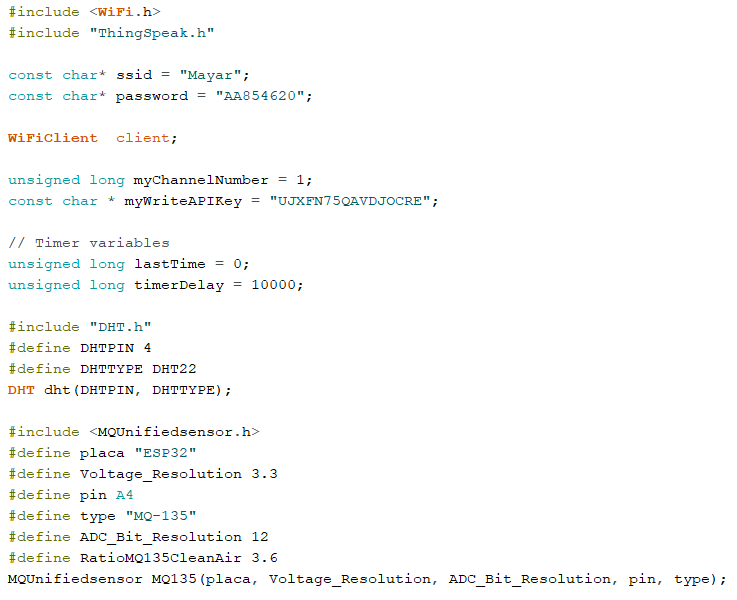 #include <WiFi.h>
#include "ThingSpeak.h"
const char* ssid = "Mayar";
const char* password = "AA854620";
WiFiClient  client;
unsigned long myChannelNumber = 1;
const char * myWriteAPIKey = "UJXFN75QAVDJOCRE";
// Timer variables
unsigned long lastTime = 0;
unsigned long timerDelay = 10000;
#include "DHT.h"
#define DHTPIN 4
#define DHTTYPE DHT22
DHT dht(DHTPIN, DHTTYPE);
#include <MQUnifiedsensor.h>
#define placa "ESP32"
#define Voltage_Resolution 3.3
#define pin A4
#define type "MQ-135"
#define ADC_Bit_Resolution 12
#define RatioMQ135CleanAir 3.6
MQUnifiedsensor MQ135(placa, Voltage_Resolution, ADC_Bit_Resolution, pin, type);